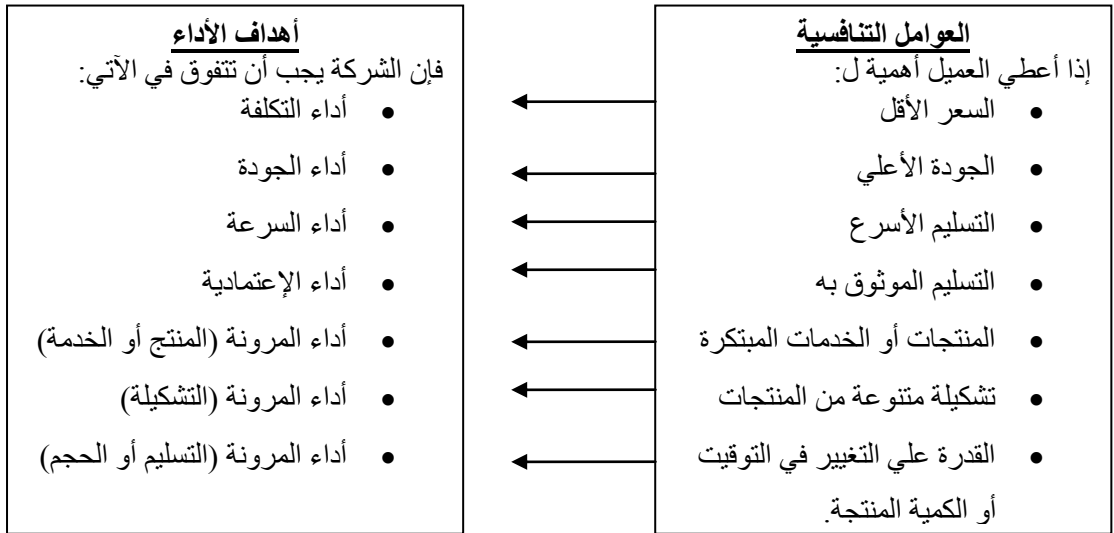 العوامل التنافسية
إذا أعطي العميل أهمية ل:
• السعر الأقل
• الجودة الأعلي
• التسليم الأسرع
• التسليم الموثوق به
• المنتجات أو الخدمات المبتكرة
• تشكيلة متنوعة من المنتجات
• القدرة علي التغيير في التوقيت
أو الكمية المنتجة.
أهداف الأداء
فإن الشركة يجب أن تتفوق في الآتي:
• أداء التكلفة
• أداء الجودة
• أداء السرعة
• أداء الإعتمادية
• أداء المرونة (المنتج أو الخدمة)
• أداء المرونة (التشكيلة)
• أداء المرونة (التسليم أو الحجم)